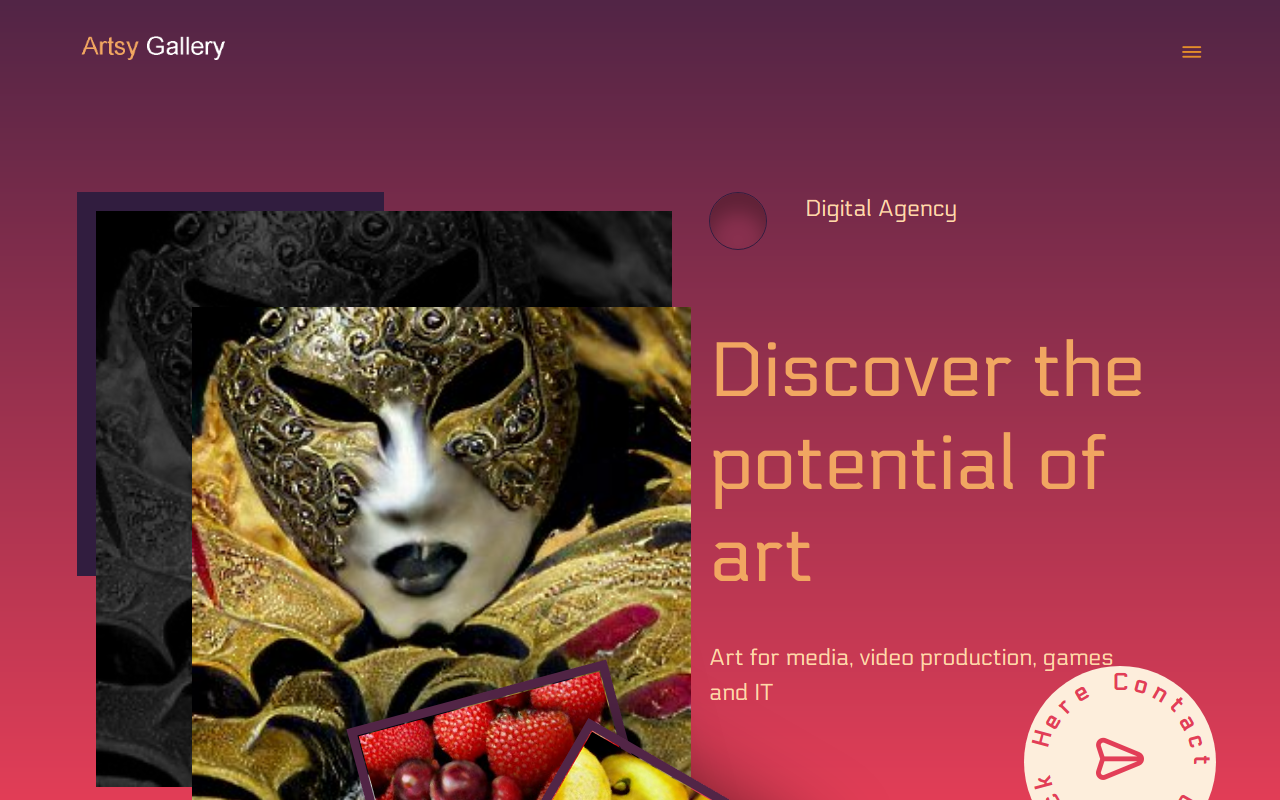 Artsy Gallery
Digital Agency
Discover the
potential of
art
Art for media, video production, games
and IT
Here Contact